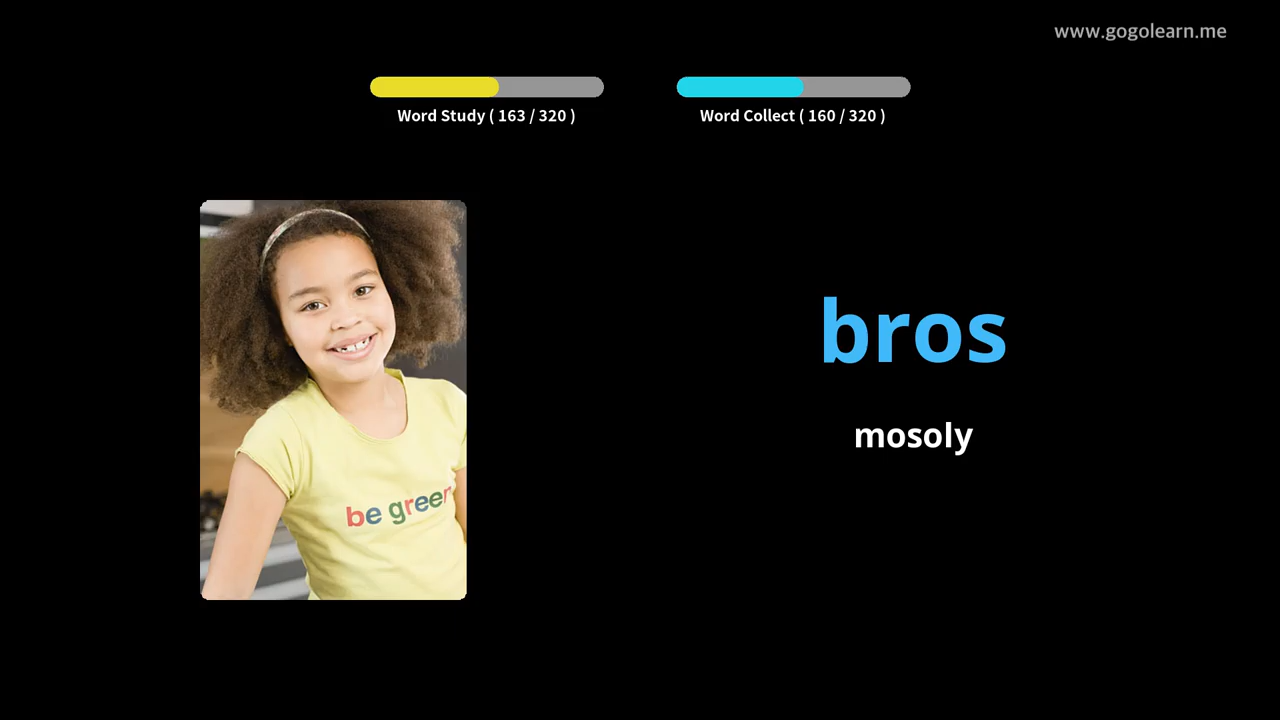 www.gogolearn.me
Word Study ( 163 / 320 )
Word Collect ( 160 / 320 )
bros
mosoly
be green